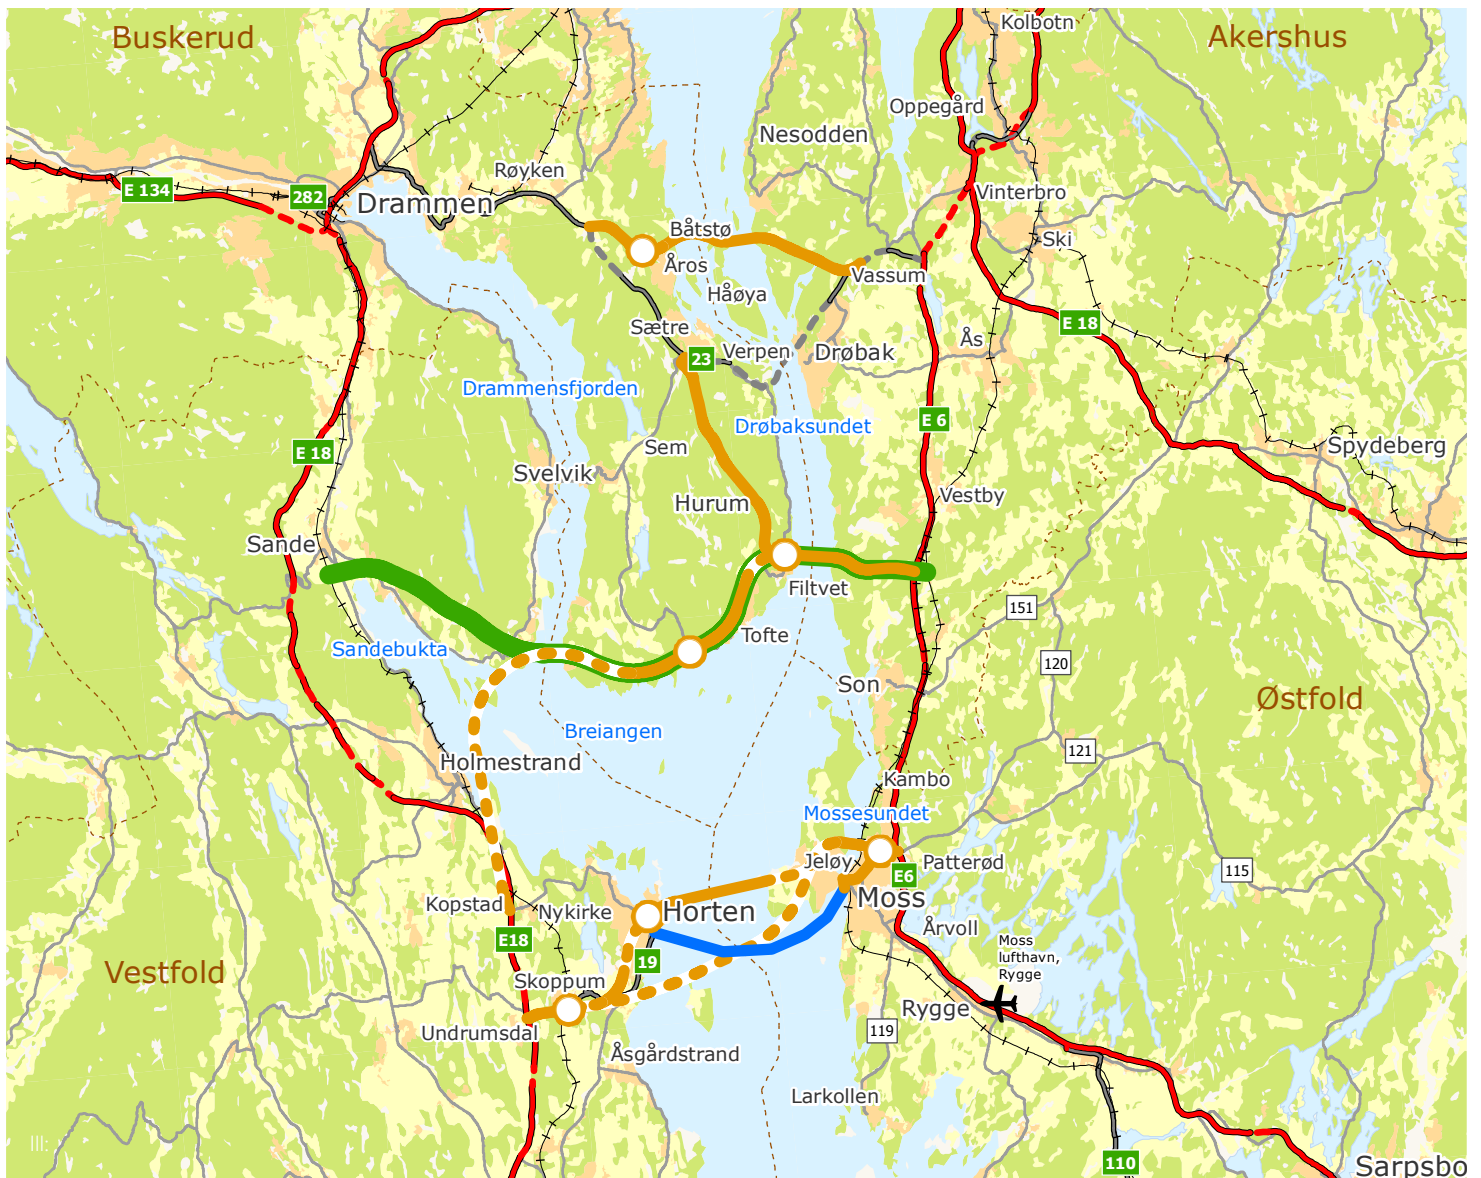 Kolbotn
Buskerud
Akershus
Oppegård
Nesodden
Røyken
E 134
282
Drammen
Vinterbro
Båtstø
Ski
Åros
Vassum
Håøya
Sætre
E 18
Ås
23
Verpen
Drøbak
Drammensfjorden
E 6
Drøbaksundet
Sem
E 18
Spydeberg
Svelvik
Vestby
Hurum
Sande
Filtvet
151
Tofte
Sandebukta
120
Son
Østfold
Breiangen
121
Holmestrand
Kambo
Mossesundet
Jeløy
Patterød
115
E6
Moss
Kopstad
Nykirke
Horten
Årvoll
E18
Moss
lufthavn,
Rygge
19
Vestfold
Skoppum
Rygge
Undrumsdal
119
Åsgårdstrand
Larkollen
110
Sarpsbo